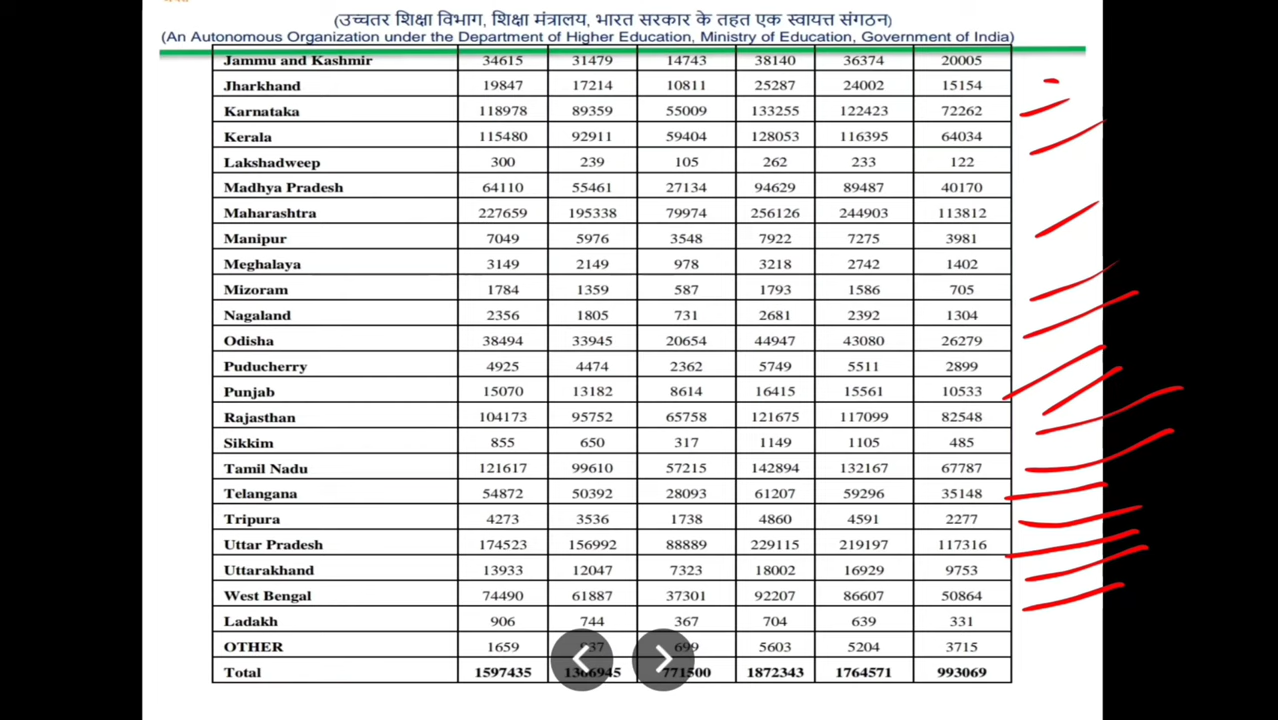 (उच्चतर शिक्षा विभाग, शिक्षा मंत्रालय, भारत सरकार के तहत एक स्वायत्त संगठन)
(An Autonomous Organization under the Department of Higher Education, Ministry of Education, Government of India)
Jammu and Kashmir 34615 31479 14743 38140 36374 20005
Jharkhand 19847 17214 10811 25287 24002 15154
Karnataka 118978 89359 55009 133255 122423 72262
Kerala 115480 92911 59404 128053 116395 64034
Lakshadweep 300 239 105 262 233 122
Madhya Pradesh 64110 55461 27134 94629 89487 40170
Maharashtra 227659 195338 79974 256126 244903 113812
Manipur 7049 5976 3548 7922 7275 3981
Meghalaya 3149 2149 978 3218 2742 1402
Mizoram 1784 1359 587 1793 1586 705
Nagaland 2356 1805 731 2681 2392 1304
Odisha 38494 33945 20654 44947 43080 26279
Puducherry 4925 4474 2362 5749 5511 2899
Punjab 15070 13182 8614 16415 15561 10533
Rajasthan 104173 95752 65758 121675 117099 82548
Sikkim 855 650 317 1149 1105 485
Tamil Nadu 121617 99610 57215 142894 132167 67787
Telangana 54872 50392 28093 61207 59296 35148
Tripura 4273 3536 1738 4860 4591 2277
Uttar Pradesh 174523 156992 88889 229115 219197 117316
Uttarakhand 13933 12047 7323 18002 16929 9753
West Bengal 74490 61887 37301 92207 86607 50864
Ladakh 906 744 367 704 639 331
OTHER 1659 699 5603 5204 3715
Total 1597435 1366945 771500 1872343 1764571 993069